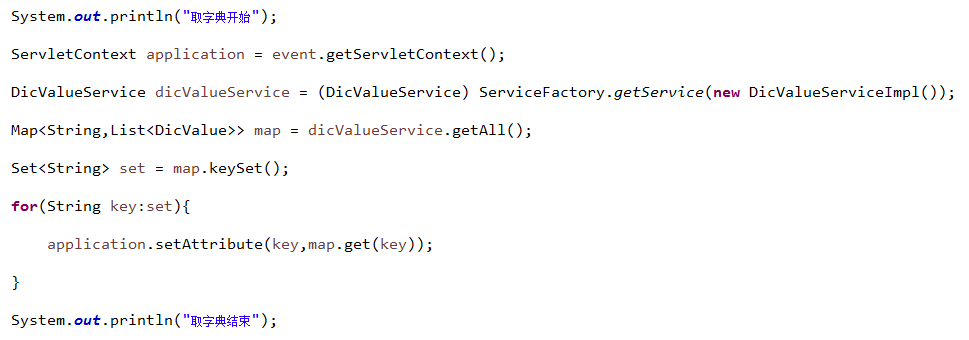 System.out.println("取字典开始");
ServletContext application = event.getServletContext();
DicValueService dicValueService = (DicValueService) ServiceFactory.getService(new DicValueServiceImpl());
Map<String,List<DicValue>> map = dicValueService.getAll();
Set<String> set = map.keySet();
for(String key:set){
    application.setAttribute(key,map.get(key));
}
System.out.println("取字典结束");